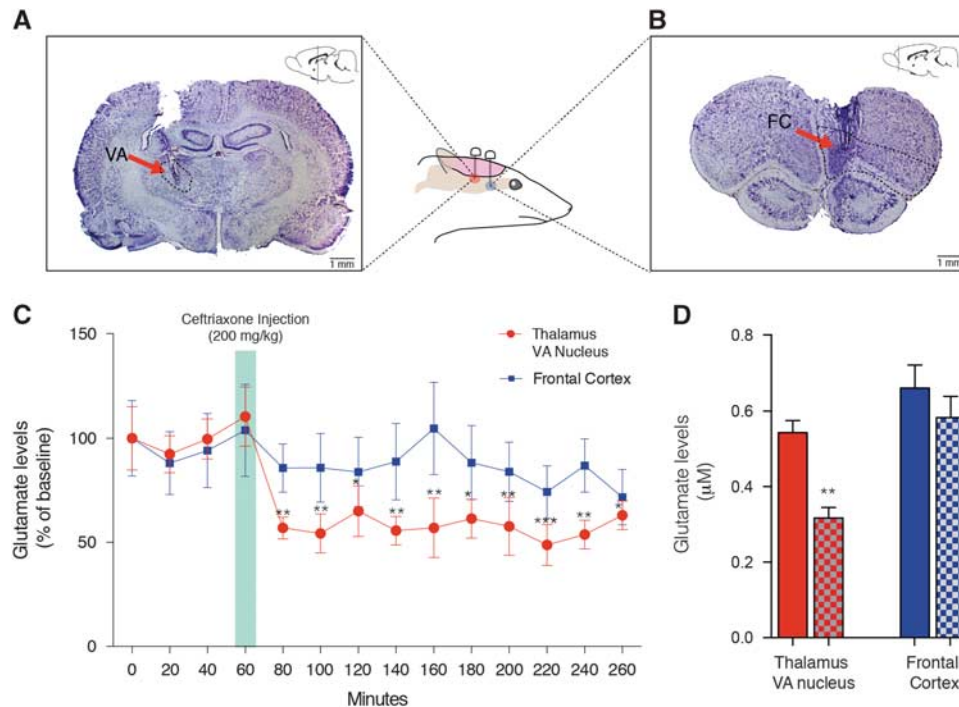 A
B
VA
1 mm
FC
1 mm
C
Ceftriaxone Injection
(200 mg/kg)
Thalamus
VA Nucleus
Frontal Cortex
Glutamate levels
(% of baseline)
150
100
50
0
** ** * ** ** * ** *** ** *
0 20 40 60 80 100 120 140 160 180 200 220 240 260
Minutes
D
Glutamate levels
(μM)
0.8
0.6
0.4
0.2
0.0
**
Thalamus
VA nucleus
Frontal
Cortex